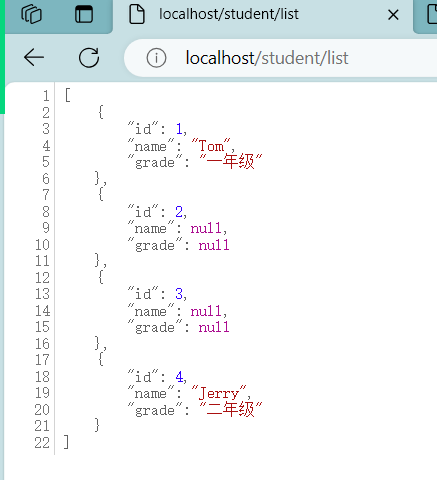 localhost/student/list
localhost/student/list
1 [
2 {
3 "id": 1,
4 "name": "Tom",
5 "grade": "一年级"
6 },
7 {
8 "id": 2,
9 "name": null,
10 "grade": null
11 },
12 {
13 "id": 3,
14 "name": null,
15 "grade": null
16 },
17 {
18 "id": 4,
19 "name": "Jerry",
20 "grade": "二年级"
21 }
22 ]